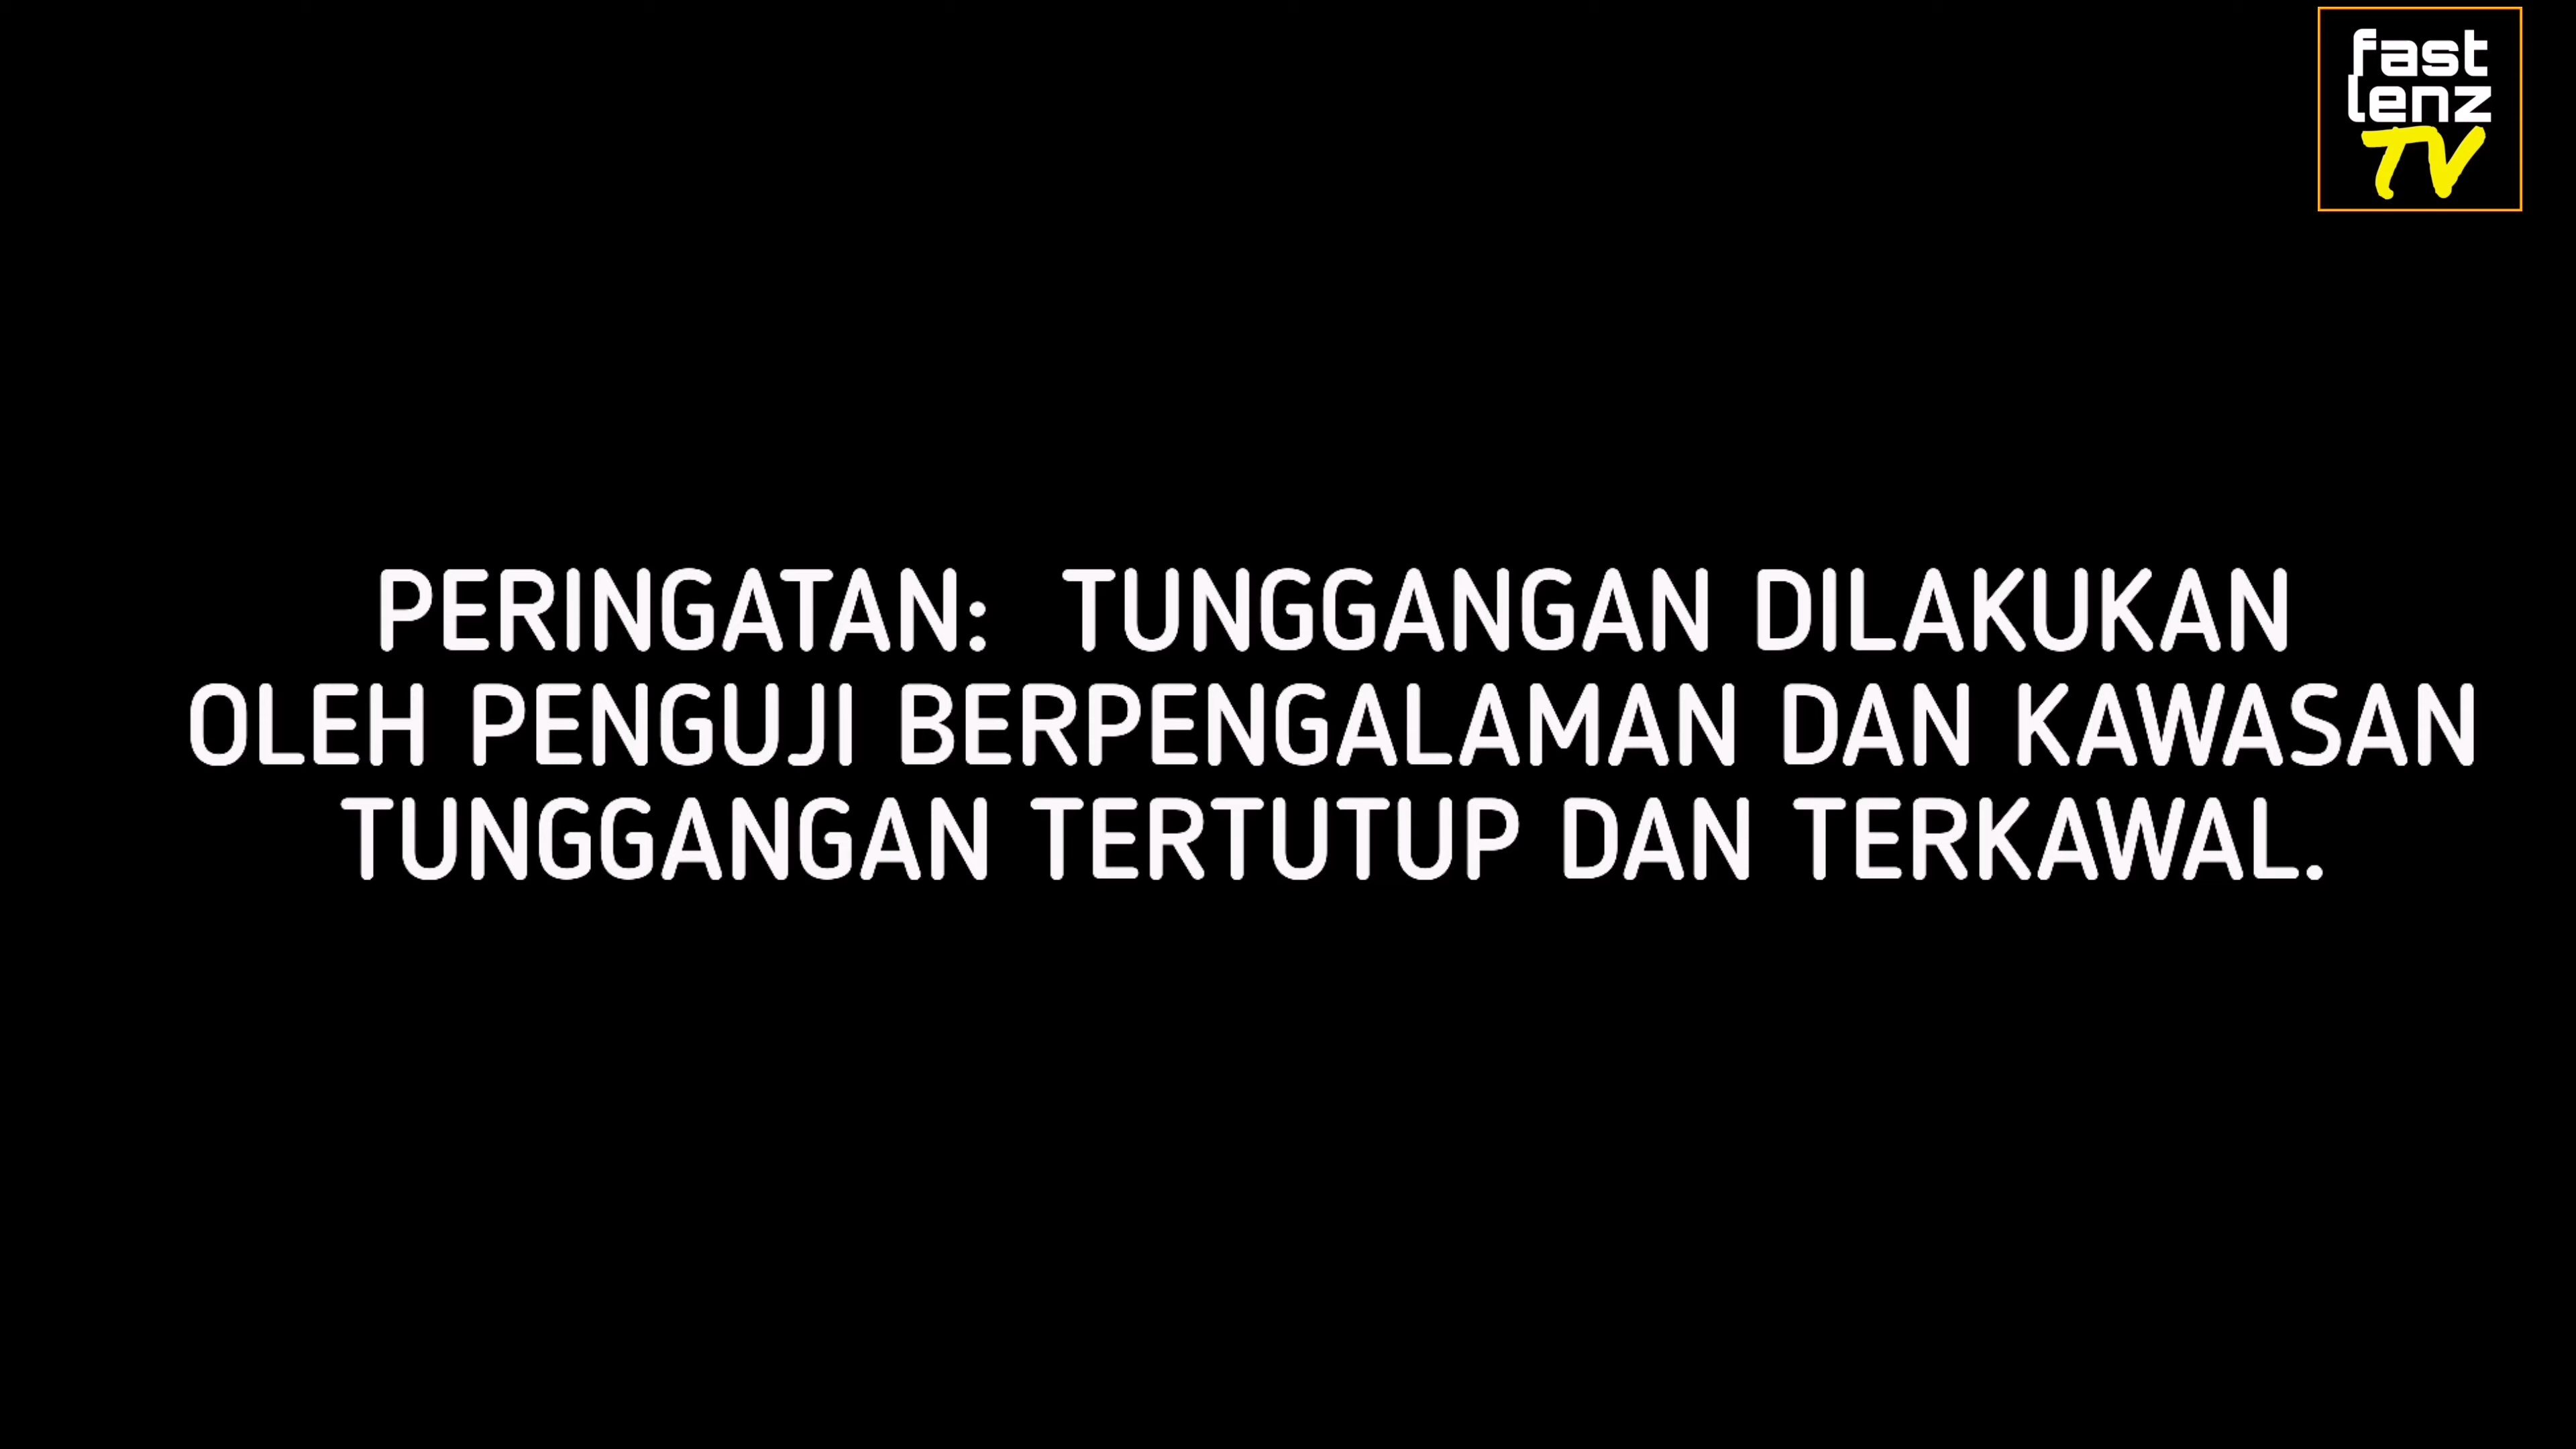 fast
lenz
TV
PERINGATAN: TUNGGANGAN DILAKUKAN
OLEH PENGUJI BERPENGALAMAN DAN KAWASAN
TUNGGANGAN TERTUTUP DAN TERKAWAL.